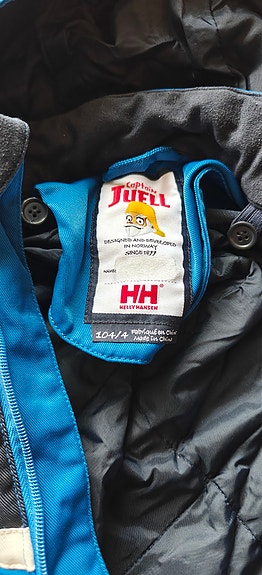 Captain
JUELL
DESIGNED AND DEVELOPED
IN NORWAY
SINCE 1877
NAME:
HH
HELLY HANSEN
104/4 Fabriqué en Chine
Made in China